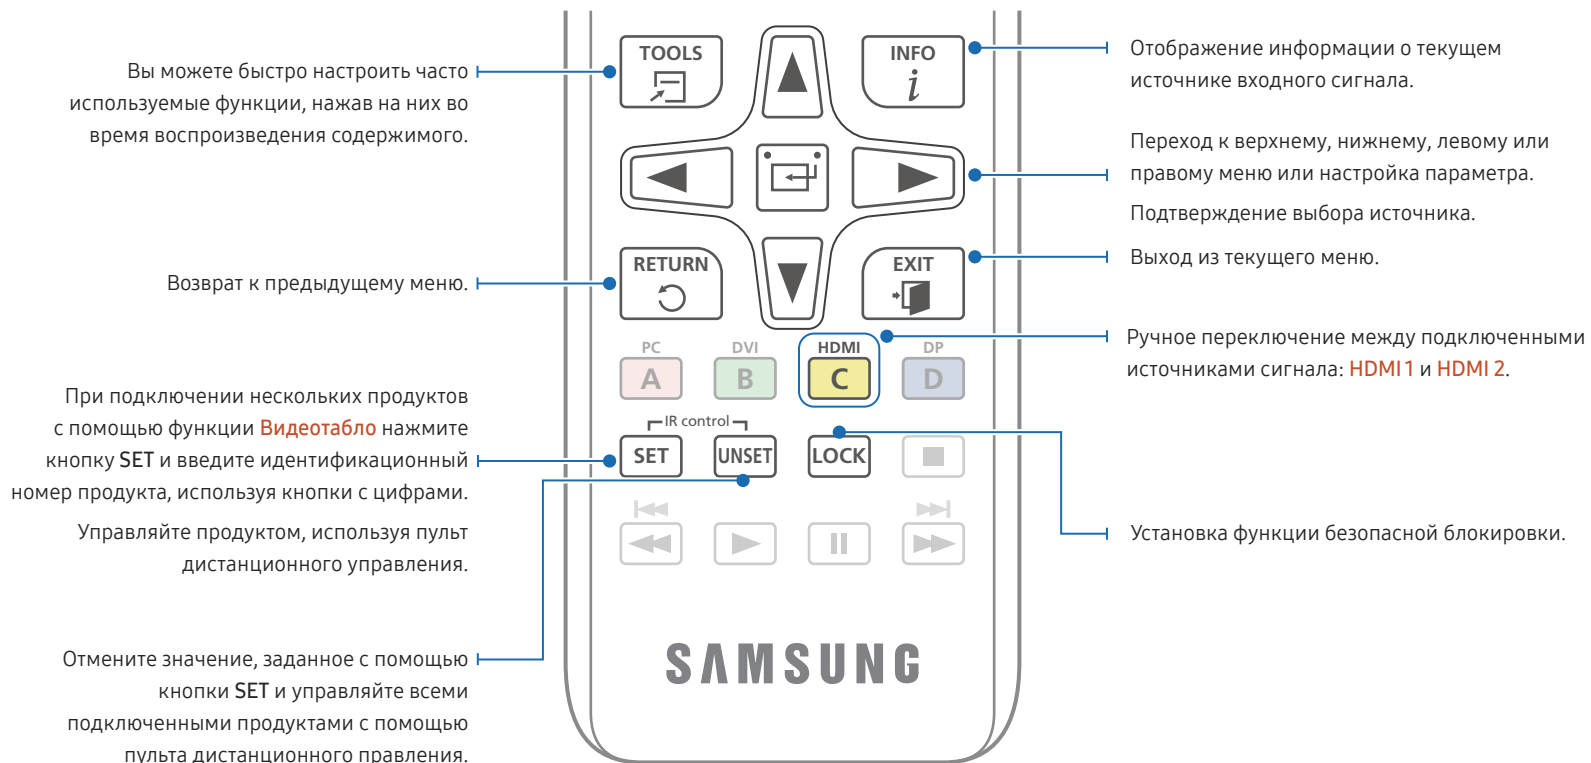 TOOLS
INFO
i
Вы можете быстро настроить часто
используемые функции, нажав на них во
время воспроизведения содержимого.
Отображение информации о текущем
источнике входного сигнала.
Переход к верхнему, нижнему, левому или
правому меню или настройка параметра.
Подтверждение выбора источника.
RETURN
EXIT
Возврат к предыдущему меню.
Выход из текущего меню.
PC
DVI
HDMI
DP
A
B
C
D
Ручное переключение между подключенными
источниками сигнала: HDMI 1 и HDMI 2.
IR control
SET
UNSET
LOCK
При подключении нескольких продуктов
с помощью функции Видеотабло нажмите
кнопку SET и введите идентификационный
номер продукта, используя кнопки с цифрами.
Управляйте продуктом, используя пульт
дистанционного управления.
Установка функции безопасной блокировки.
Отмените значение, заданное с помощью
кнопки SET и управляйте всеми
подключенными продуктами с помощью
пульта дистанционного правления.
SAMSUNG